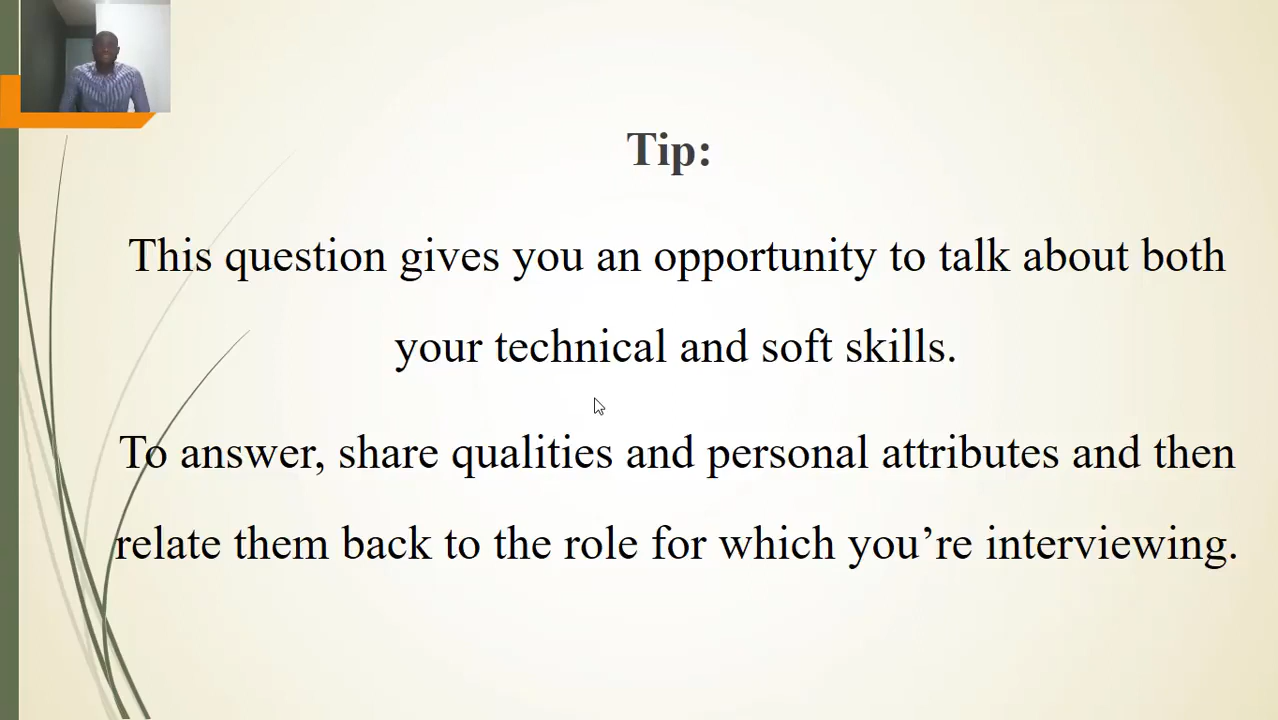 Tip:
This question gives you an opportunity to talk about both
your technical and soft skills.
To answer, share qualities and personal attributes and then
relate them back to the role for which you’re interviewing.